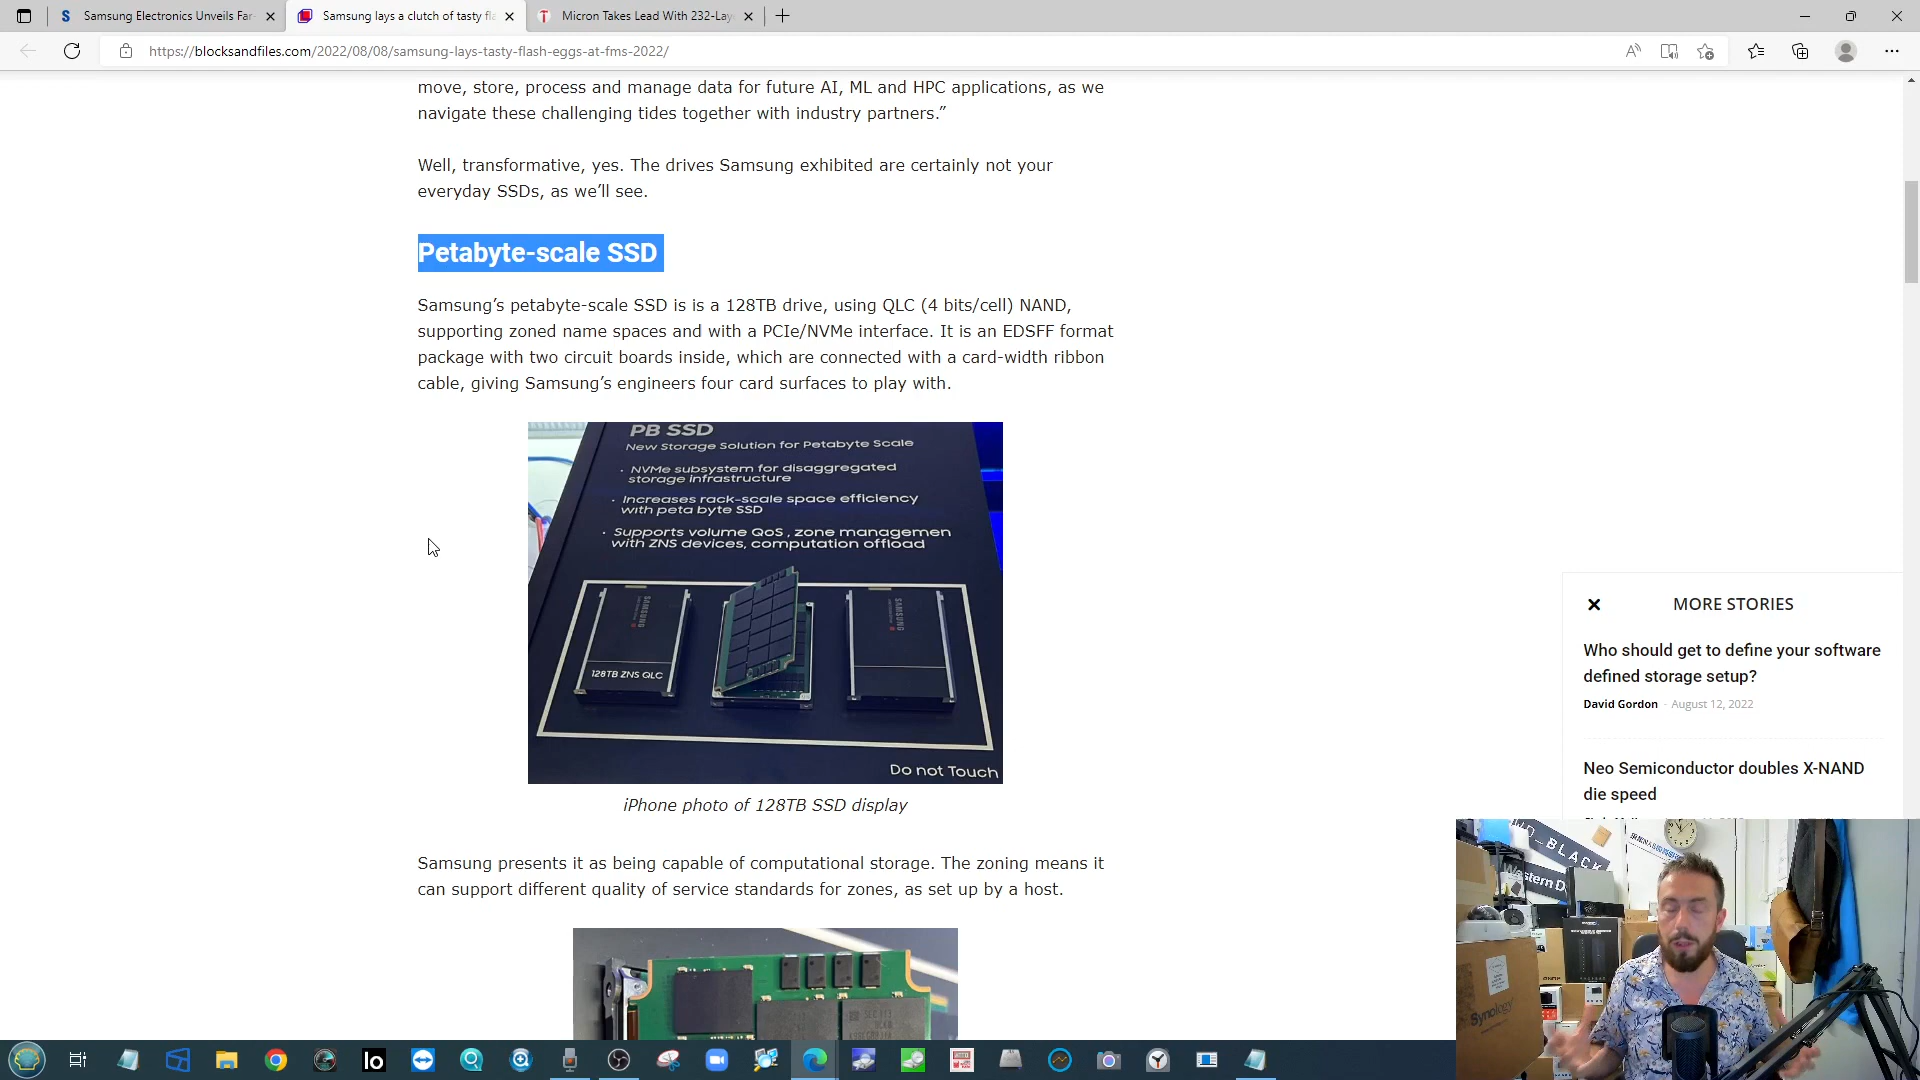 Samsung Electronics Unveils Far-
Samsung lays a clutch of tasty fla
Micron Takes Lead With 232-Lay
https://blocksandfiles.com/2022/08/08/samsung-lays-tasty-flash-eggs-at-fms-2022/
move, store, process and manage data for future AI, ML and HPC applications, as we
navigate these challenging tides together with industry partners.”
Well, transformative, yes. The drives Samsung exhibited are certainly not your
everyday SSDs, as we’ll see.
Petabyte-scale SSD
Samsung’s petabyte-scale SSD is is a 128TB drive, using QLC (4 bits/cell) NAND,
supporting zoned name spaces and with a PCIe/NVMe interface. It is an EDSFF format
package with two circuit boards inside, which are connected with a card-width ribbon
cable, giving Samsung’s engineers four card surfaces to play with.
PB SSD
New Storage Solution for Petabyte Scale
· NVMe subsystem for disaggregated
storage infrastructure
· Increases rack-scale space efficiency
with peta byte SSD
· Supports volume QoS , zone managemen
with ZNS devices, computation offload
SAMSUNG
SAMSUNG
128TB ZNS QLC
Do not Touch
iPhone photo of 128TB SSD display
Samsung presents it as being capable of computational storage. The zoning means it
can support different quality of service standards for zones, as set up by a host.
MORE STORIES
Who should get to define your software
defined storage setup?
David Gordon - August 12, 2022
Neo Semiconductor doubles X-NAND
die speed
_BLACK
Western D
Synology
lo